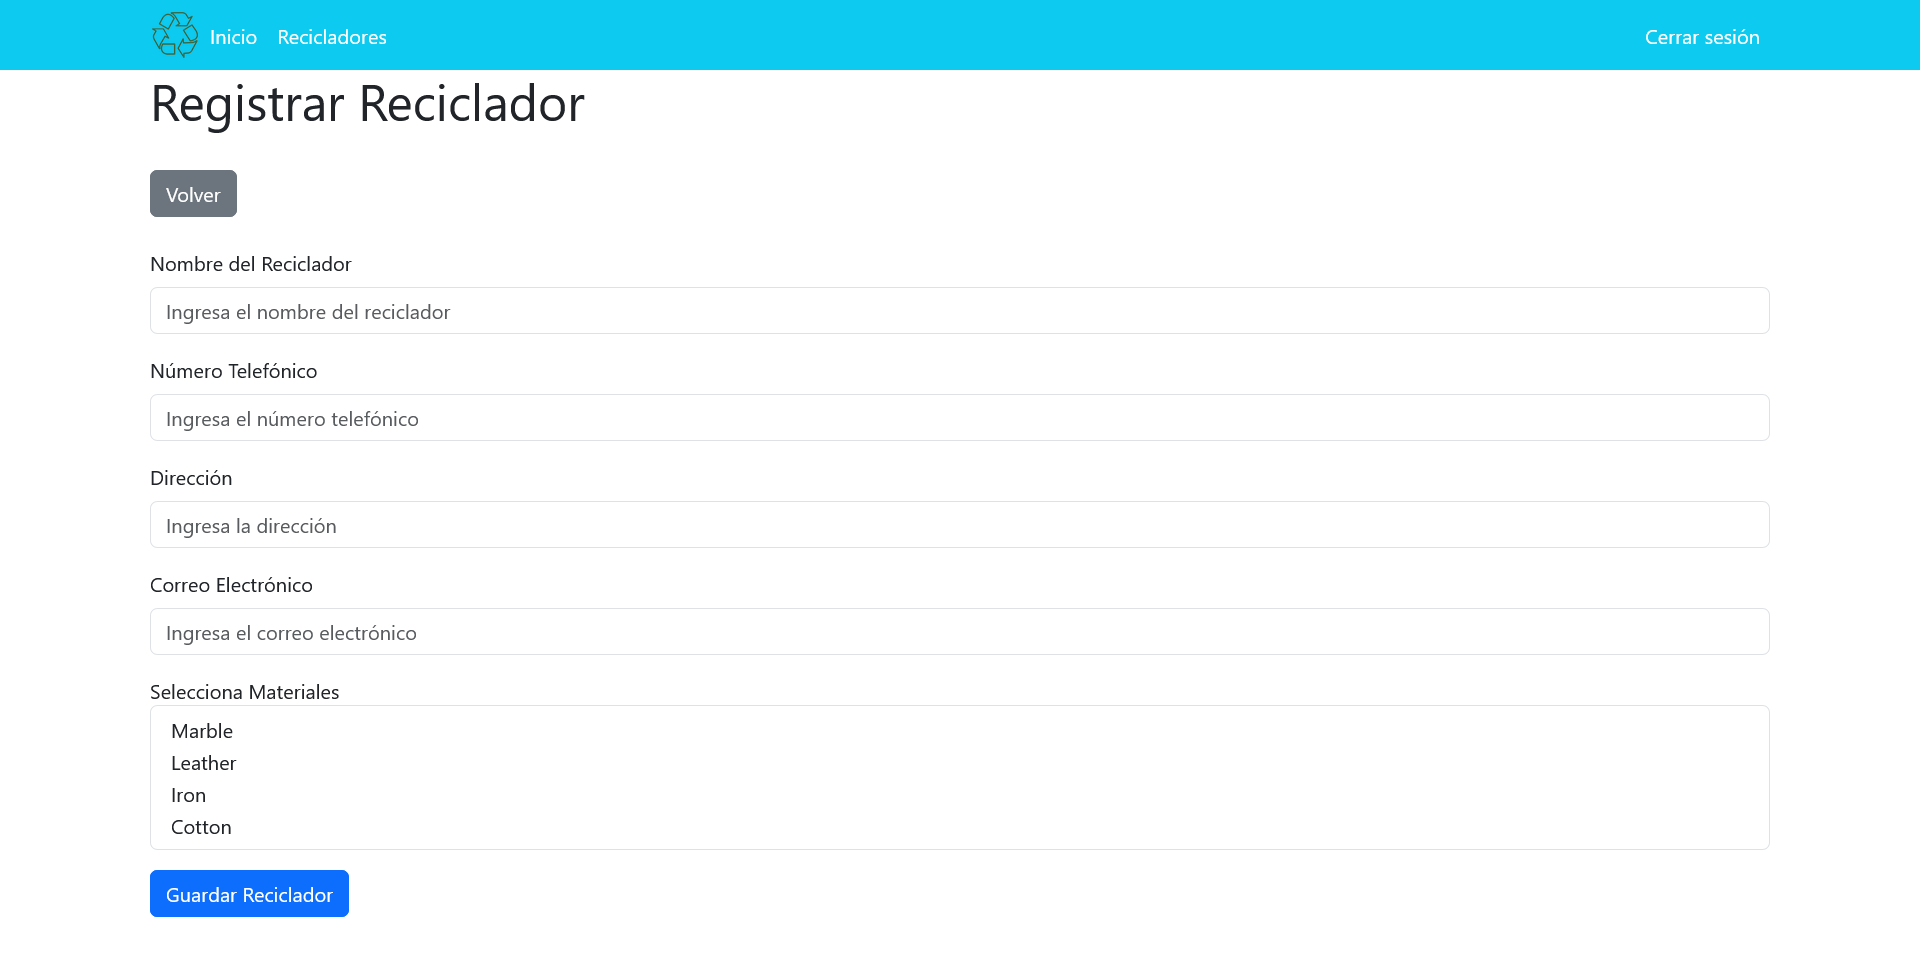 Inicio Recicladores Cerrar sesión
Registrar Reciclador
Volver
Nombre del Reciclador
Ingresa el nombre del reciclador
Número Telefónico
Ingresa el número telefónico
Dirección
Ingresa la dirección
Correo Electrónico
Ingresa el correo electrónico
Selecciona Materiales
Marble
Leather
Iron
Cotton
Guardar Reciclador